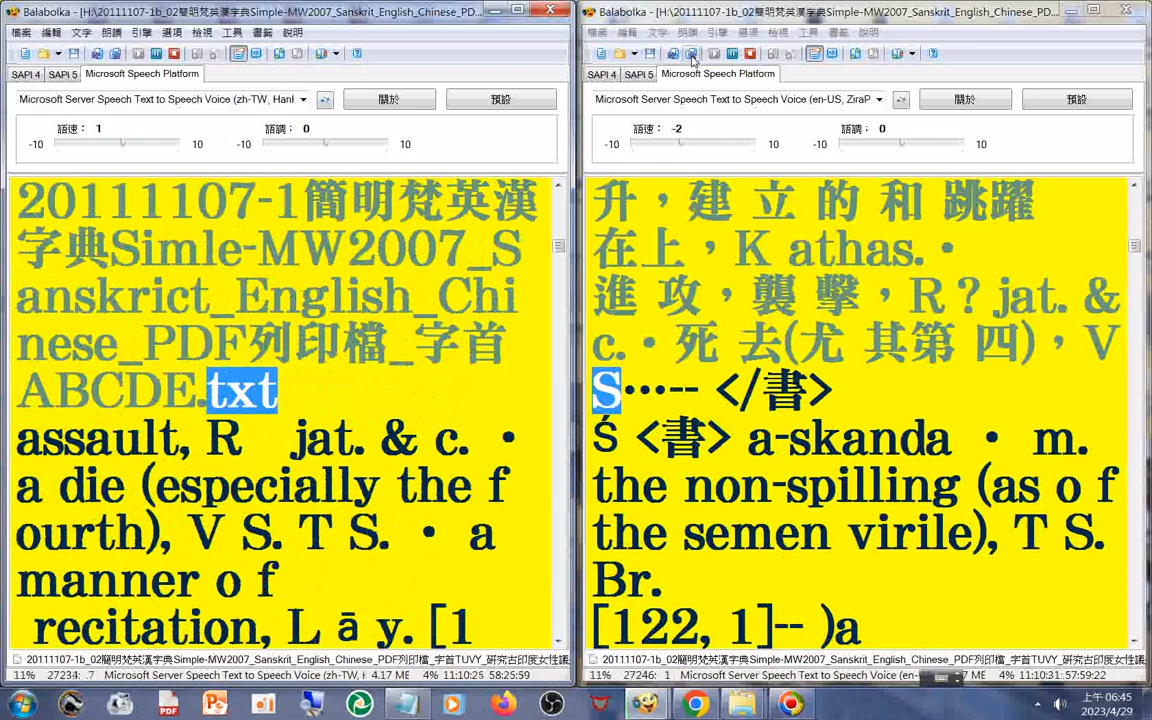 Balabolka - [H:\20111107-1b_02簡明梵英漢字典Simple-MW2007_Sanskrit_English_Chinese_PD...
檔案 編輯 文字 朗讀 引擎 選項 檢視 工具 書籤 說明
SAPI 4 SAPI 5 Microsoft Speech Platform
Microsoft Server Speech Text to Speech Voice (zh-TW, Hanl 關於 預設
語速： 1 語調： 0
-10 10 -10 10
20111107-1簡明梵英漢
字典Simle-MW2007_S
anskrict_English_Chi
nese_PDF列印檔_字首
ABCDE.txt
assault, R jat. & c. •
a die (especially the f
ourth), V S. T S. • a
manner o f
recitation, L ā y. [1
20111107-1b_02簡明梵英漢字典Simple-MW2007_Sanskrit_English_Chinese_PDF列印檔_字首TUVY_研究古印度女性議
11% 27234: .7 Microsoft Server Speech Text to Speech Voice (zh-TW, H 4.17 ME 4% 11:10:25 58:25:59
Balabolka - [H:\20111107-1b_02簡明梵英漢字典Simple-MW2007_Sanskrit_English_Chinese_PDF...
檔案 編輯 文字 朗讀 引擎 選項 檢視 工具 書籤 說明
SAPI 4 SAPI 5 Microsoft Speech Platform
Microsoft Server Speech Text to Speech Voice (en-US, ZiraP 關於 預設
語速： -2 語調： 0
-10 10 -10 10
升，建 立 的 和 跳躍
在上，K athas.•
進 攻，襲 擊，R？jat. &
c.•死 去(尤 其第 四)，V
S…-- </書>
Ś <書> a-skanda • m.
the non-spilling (as o f
the semen virile), T S.
Br.
[122, 1]-- )a
20111107-1b_02簡明梵英漢字典Simple-MW2007_Sanskrit_English_Chinese_PDF列印檔_字首TUVY_研究古印度女性議
11% 27246: 1 Microsoft Server Speech Text to Speech Voice 7 ME 4% 11:10:31:57:59:22
上午 06:45
2023/4/29